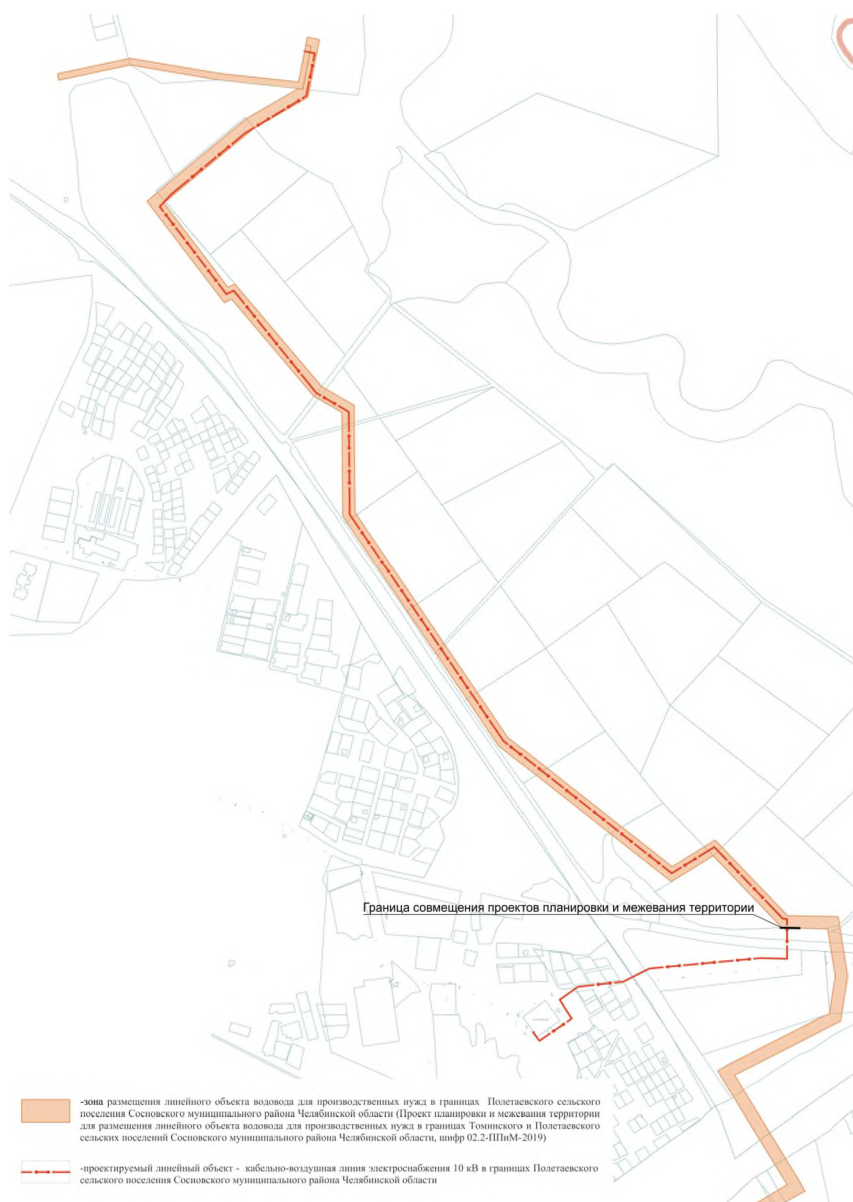 Граница совмещения проектов планировки и межевания территории
-зона размещения линейного объекта водовода для производственных нужд в границах Полетаевского сельского
поселения Сосновского муниципального района Челябинской области (Проект планировки и межевания территории
для размещения линейного объекта водовода для производственных нужд в границах Томинского и Полетаевского
сельских поселений Сосновского муниципального района Челябинской области, шифр 02.2-ППиМ-2019)
-проектируемый линейный объект - кабельно-воздушная линия электроснабжения 10 кВ в границах Полетаевского
сельского поселения Сосновского муниципального района Челябинской области